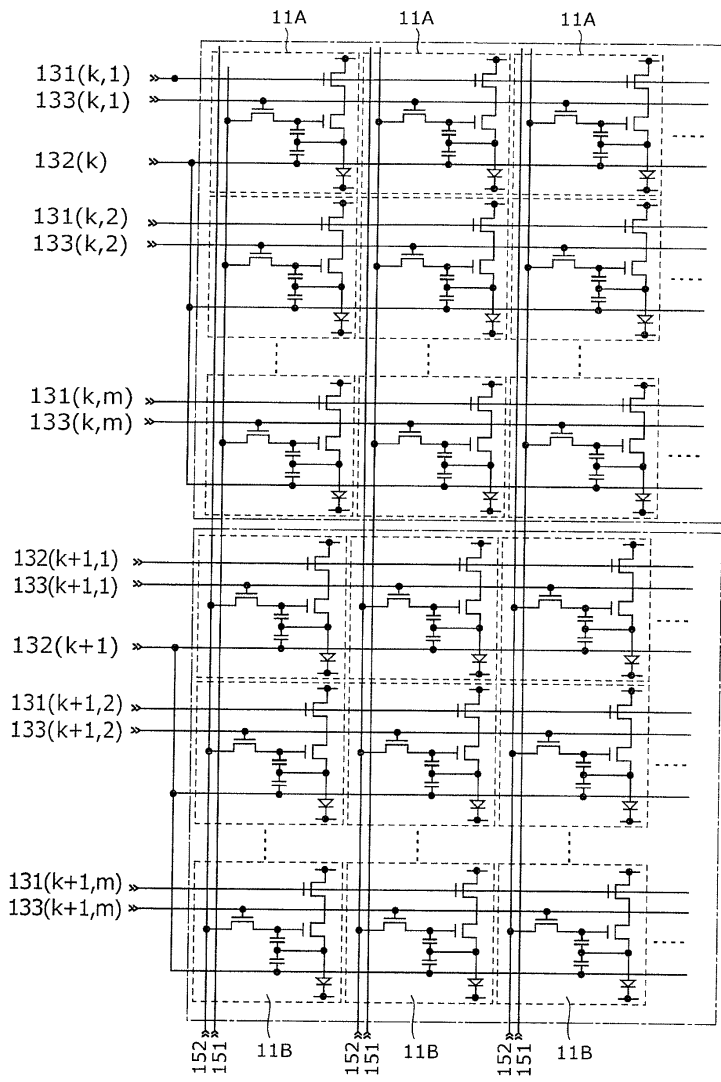 11A 11A 11A
131(k,1)
133(k,1)
132(k)
131(k,2)
133(k,2)
131(k,m)
133(k,m)
132(k+1,1)
133(k+1,1)
132(k+1)
131(k+1,2)
133(k+1,2)
131(k+1,m)
133(k+1,m)
152 151 11B 152 151 11B 152 151 11B